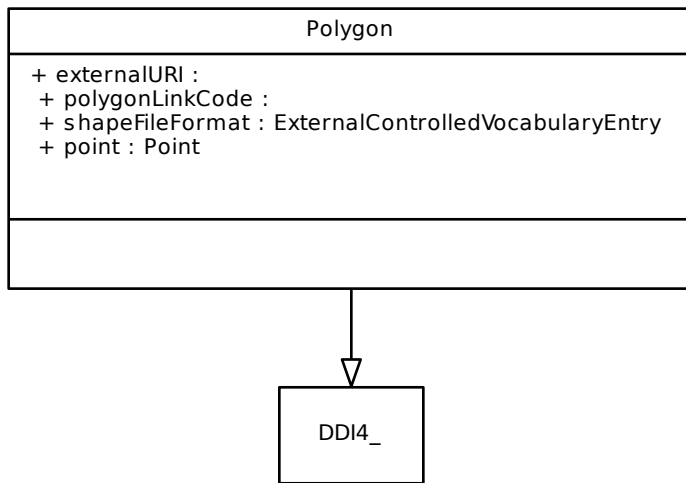 Polygon
+ externalURI :
+ polygonLinkCode :
+ shapeFileFormat : ExternalControlledVocabularyEntry
+ point : Point
DDI4_